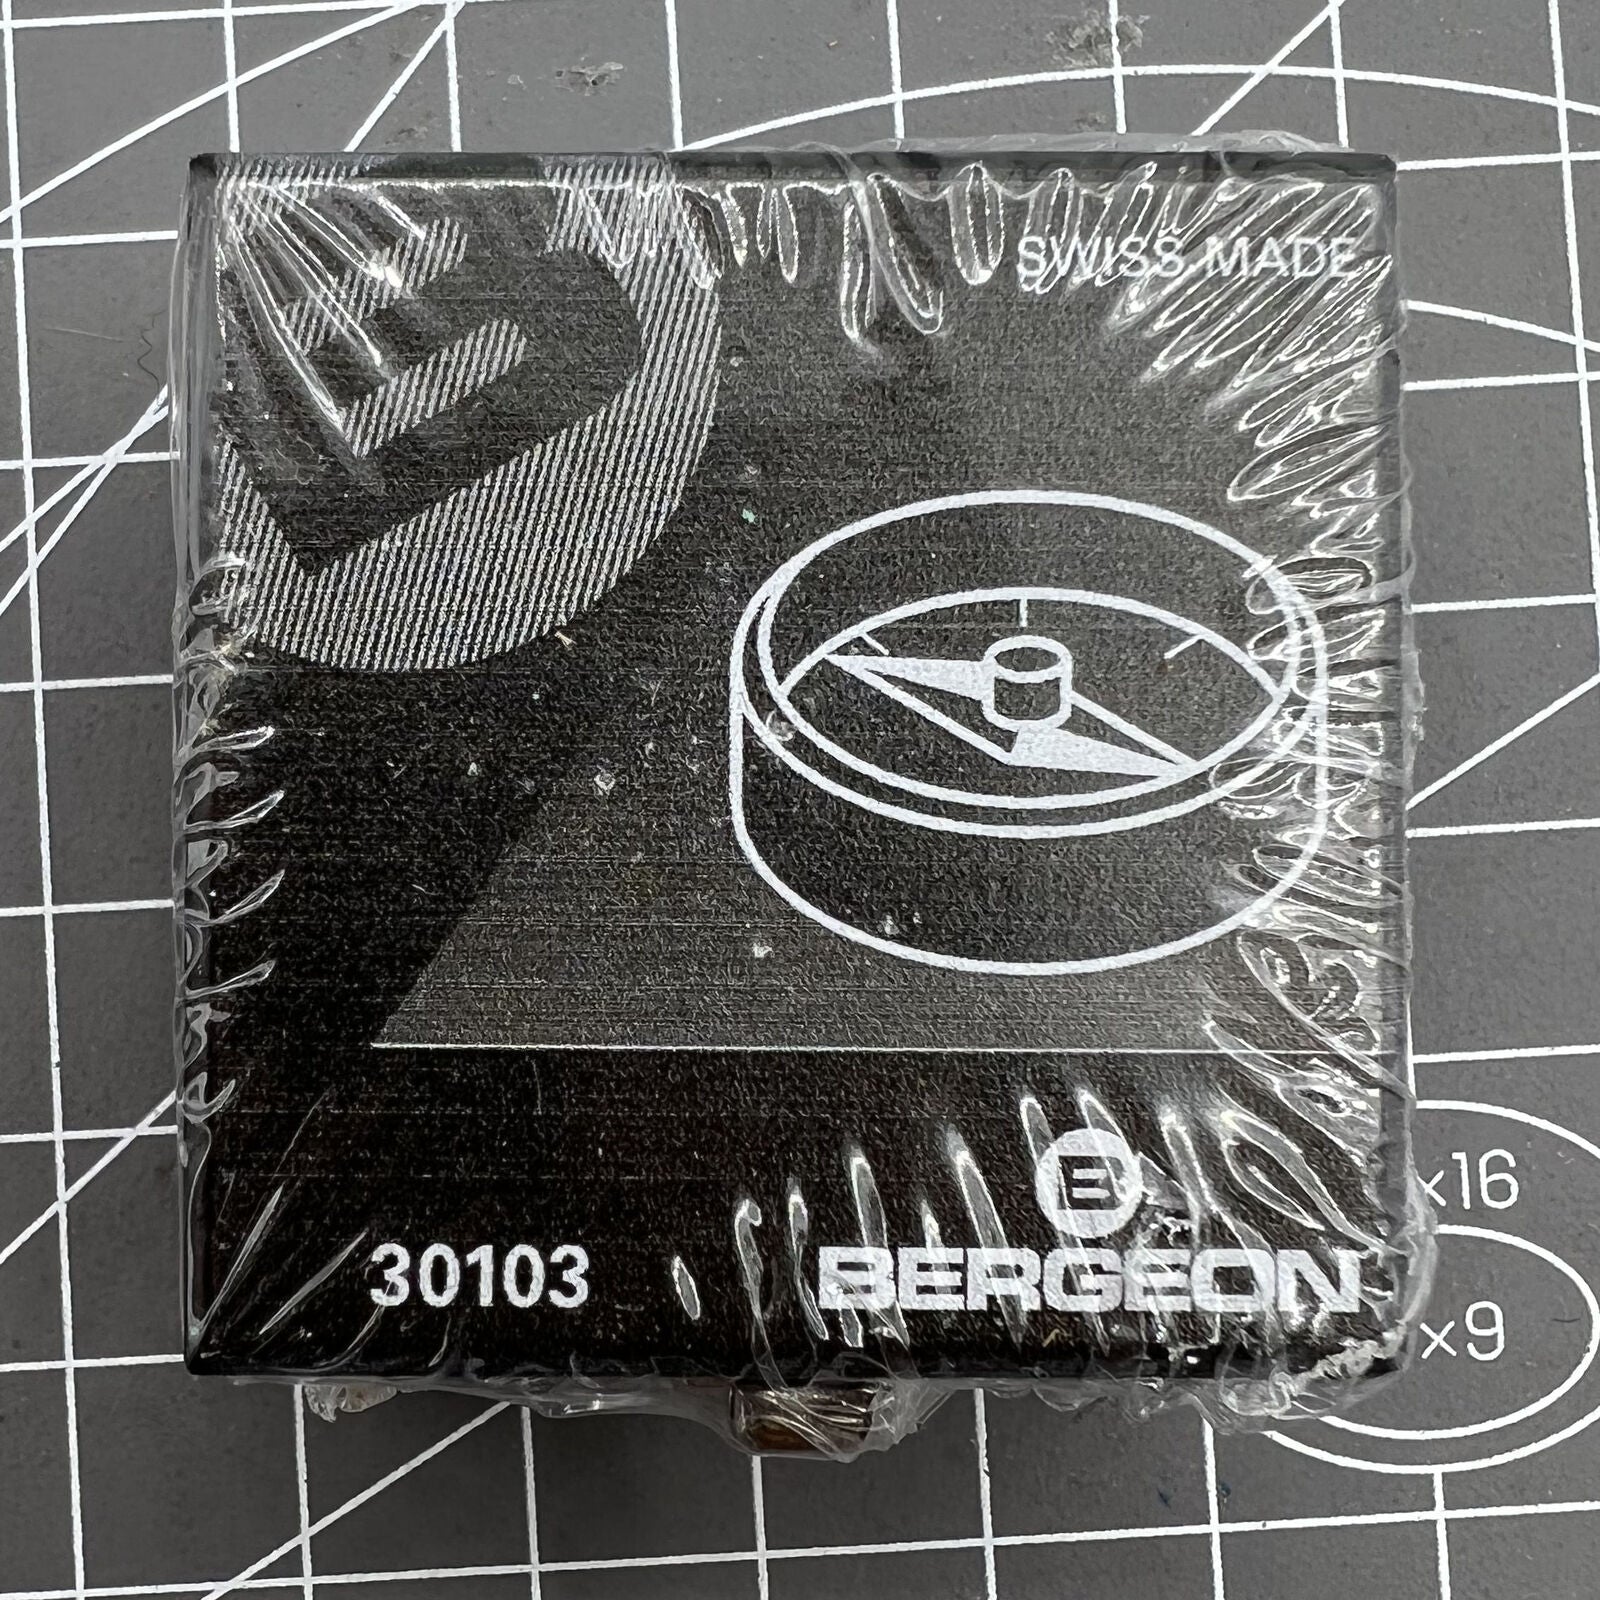 SWISS MADE
E
BERGEON
30103
x16
x9